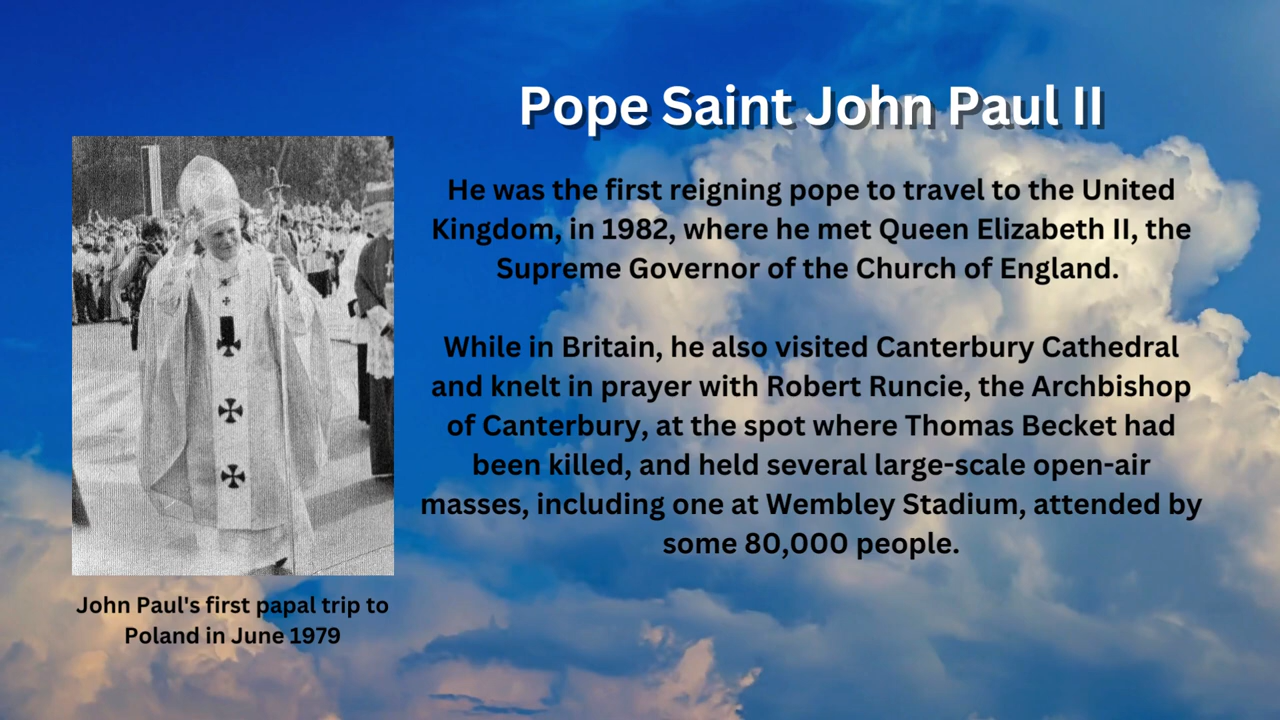 Pope Saint John Paul II
He was the first reigning pope to travel to the United
Kingdom, in 1982, where he met Queen Elizabeth II, the
Supreme Governor of the Church of England.
While in Britain, he also visited Canterbury Cathedral
and knelt in prayer with Robert Runcie, the Archbishop
of Canterbury, at the spot where Thomas Becket had
been killed, and held several large-scale open-air
masses, including one at Wembley Stadium, attended by
some 80,000 people.
John Paul's first papal trip to
Poland in June 1979